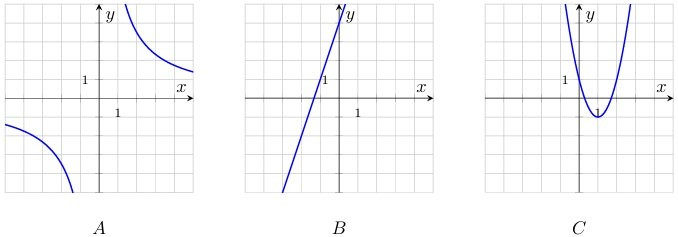 y y y
1 1 1
x x x
1 1 1
A B C